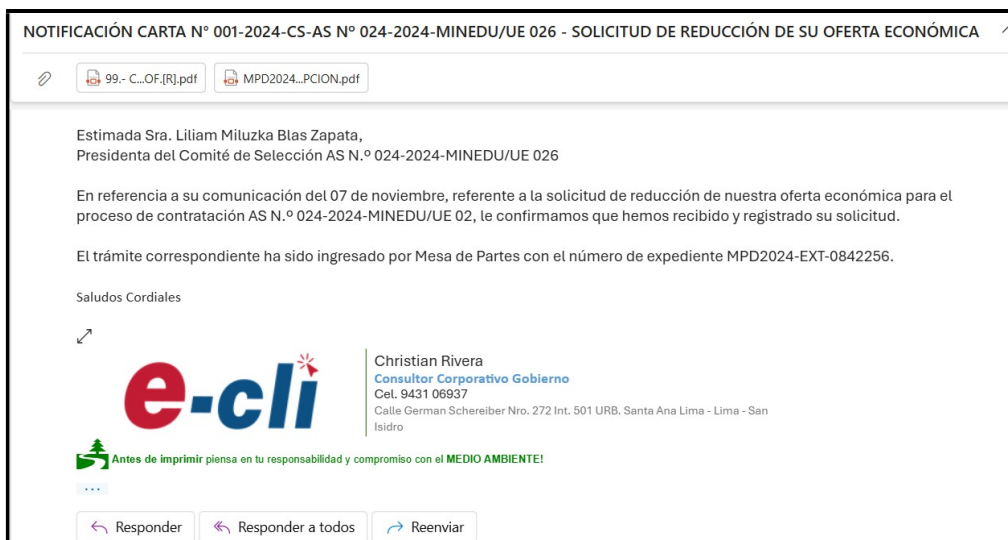 NOTIFICACIÓN CARTA N° 001-2024-CS-AS Nº 024-2024-MINEDU/UE 026 - SOLICITUD DE REDUCCIÓN DE SU OFERTA ECONÓMICA
99.- C...OF.[R].pdf
MPD2024...PCION.pdf
Estimada Sra. Liliam Miluzka Blas Zapata,
Presidenta del Comité de Selección AS N.º 024-2024-MINEDU/UE 026
En referencia a su comunicación del 07 de noviembre, referente a la solicitud de reducción de nuestra oferta económica para el
proceso de contratación AS N.º 024-2024-MINEDU/UE 02, le confirmamos que hemos recibido y registrado su solicitud.
El trámite correspondiente ha sido ingresado por Mesa de Partes con el número de expediente MPD2024-EXT-0842256.
Saludos Cordiales
e-cli
Christian Rivera
Consultor Corporativo Gobierno
Cel. 9431 06937
Calle German Schereiber Nro. 272 Int. 501 URB. Santa Ana Lima - Lima - San
Isidro
Antes de imprimir piensa en tu responsabilidad y compromiso con el MEDIO AMBIENTE!
...
Responder
Responder a todos
Reenviar